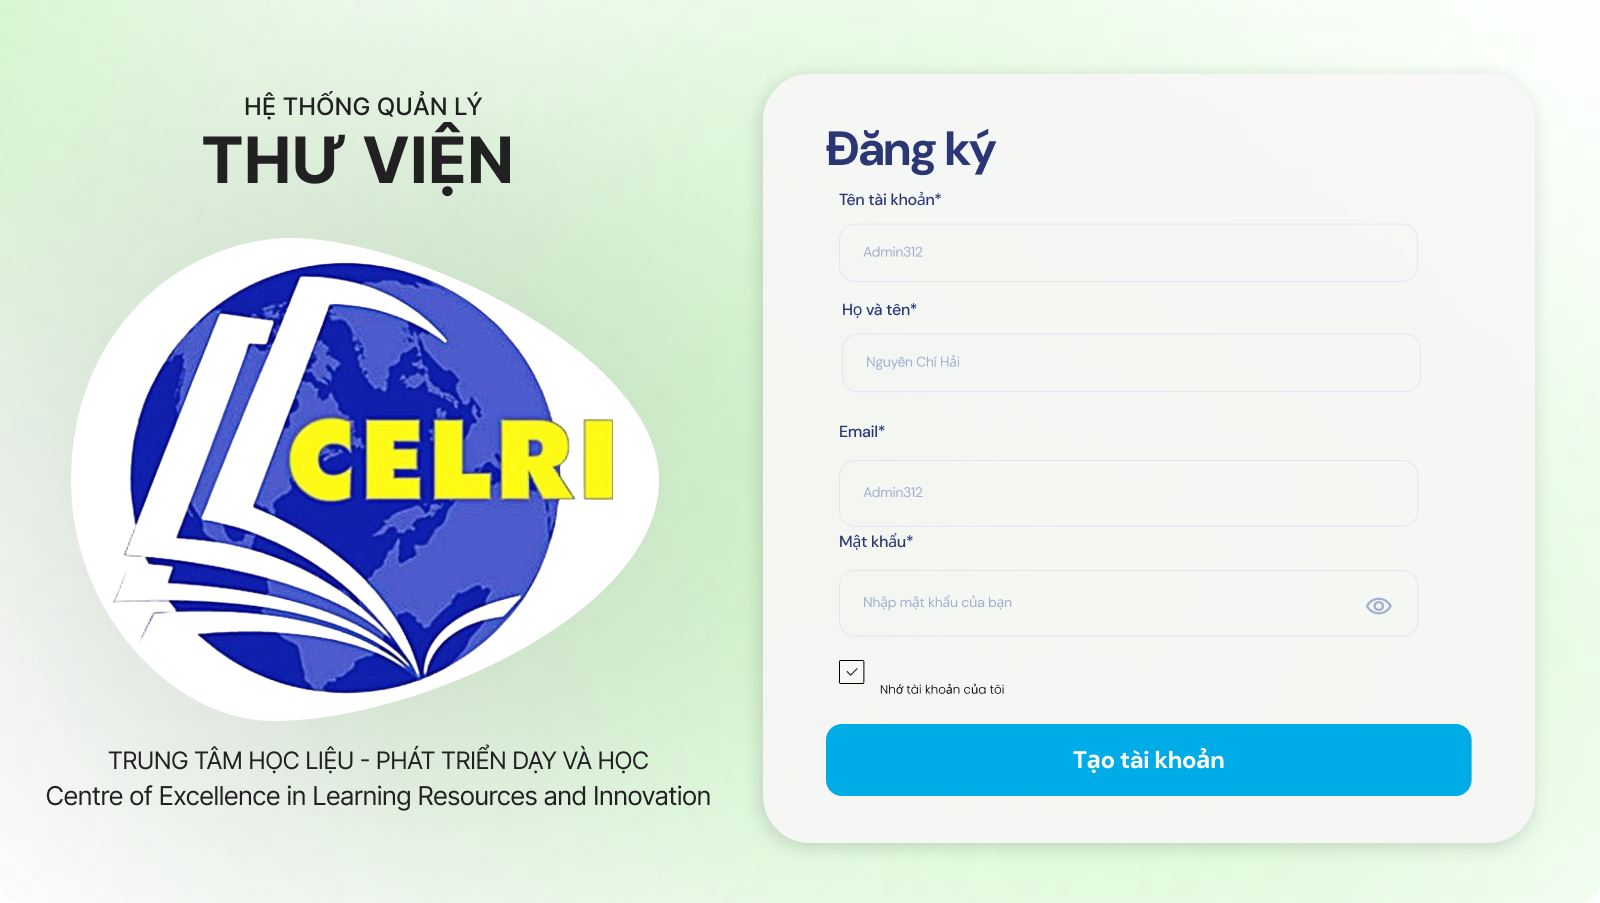 HỆ THỐNG QUẢN LÝ
THƯ VIỆN
CELRI
TRUNG TÂM HỌC LIỆU - PHÁT TRIỂN DẠY VÀ HỌC
Centre of Excellence in Learning Resources and Innovation
Đăng ký
Tên tài khoản*
Admin312
Họ và tên*
Nguyễn Chí Hải
Email*
Admin312
Mật khẩu*
Nhập mật khẩu của bạn
Nhớ tài khoản của tôi
Tạo tài khoản